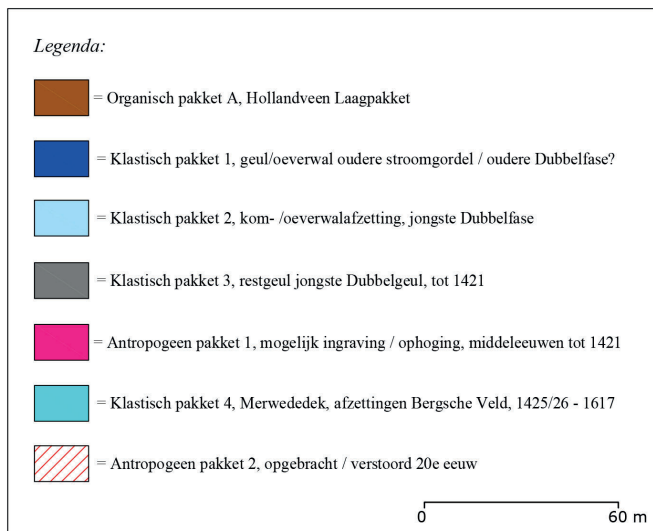 Legenda:
= Organisch pakket A, Hollandveen Laagpakket
= Klastisch pakket 1, geul/oeverwal oudere stroomgordel / oudere Dubbelfase?
= Klastisch pakket 2, kom- /oeverwalafzetting, jongste Dubbelfase
= Klastisch pakket 3, restgeul jongste Dubbelgeul, tot 1421
= Antropogeen pakket 1, mogelijk ingraving / ophoging, middeleeuwen tot 1421
= Klastisch pakket 4, Merwededek, afzettingen Bergsche Veld, 1425/26 - 1617
= Antropogeen pakket 2, opgebracht / verstoord 20e eeuw
0 60 m